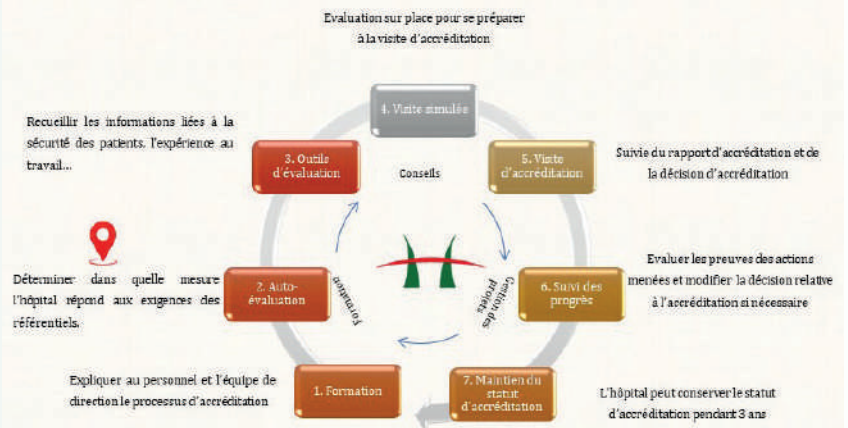 Evaluation sur place pour se préparer
à la visite d'accréditation
4. Visite simulée
Recueillir les informations liées à la
sécurité des patients, l'expérience au
travail...
3. Outils
d'évaluation
Conseils
5. Visite
d'accréditation
Suivie du rapport d'accréditation et de
la décision d'accréditation
Déterminer dans quelle mesure
l'hôpital répond aux exigences des
référentiels.
2. Auto-
évaluation
Formation
Gestion des
projets
6. Suivi des
progrès
Evaluer les preuves des actions
menées et modifier la décision relative
à l'accréditation si nécessaire
Expliquer au personnel et l'équipe de
direction le processus d'accréditation
1. Formation
7. Maintien du
statut
d'accréditation
L'hôpital peut conserver le statut
d'accréditation pendant 3 ans